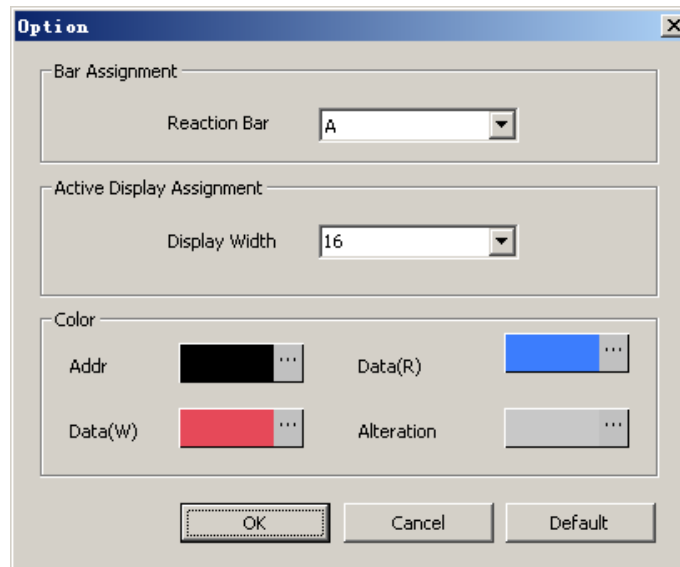 Option
Bar Assignment
Reaction Bar A
Active Display Assignment
Display Width 16
Color
Addr ... Data(R) ...
Data(W) ... Alteration ...
OK Cancel Default